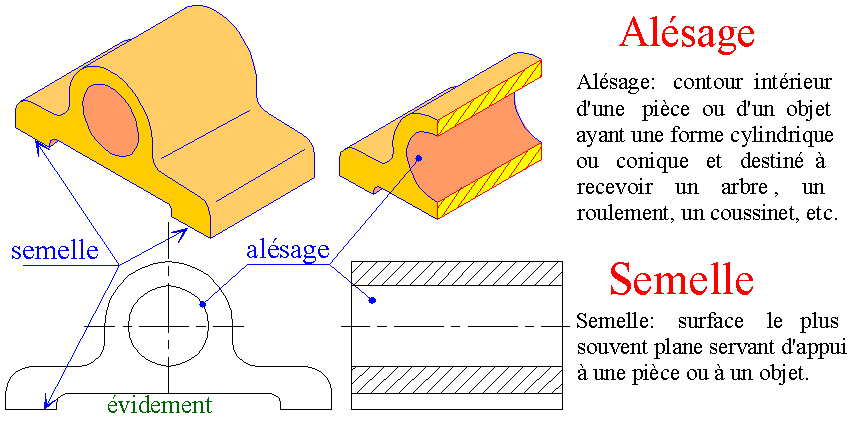 Alésage
Alésage: contour intérieur
d'une pièce ou d'un objet
ayant une forme cylindrique
ou conique et destiné à
recevoir un arbre , un
roulement, un coussinet, etc.
semelle
alésage
Semelle
Semelle: surface le plus
souvent plane servant d'appui
à une pièce ou à un objet.
évidement